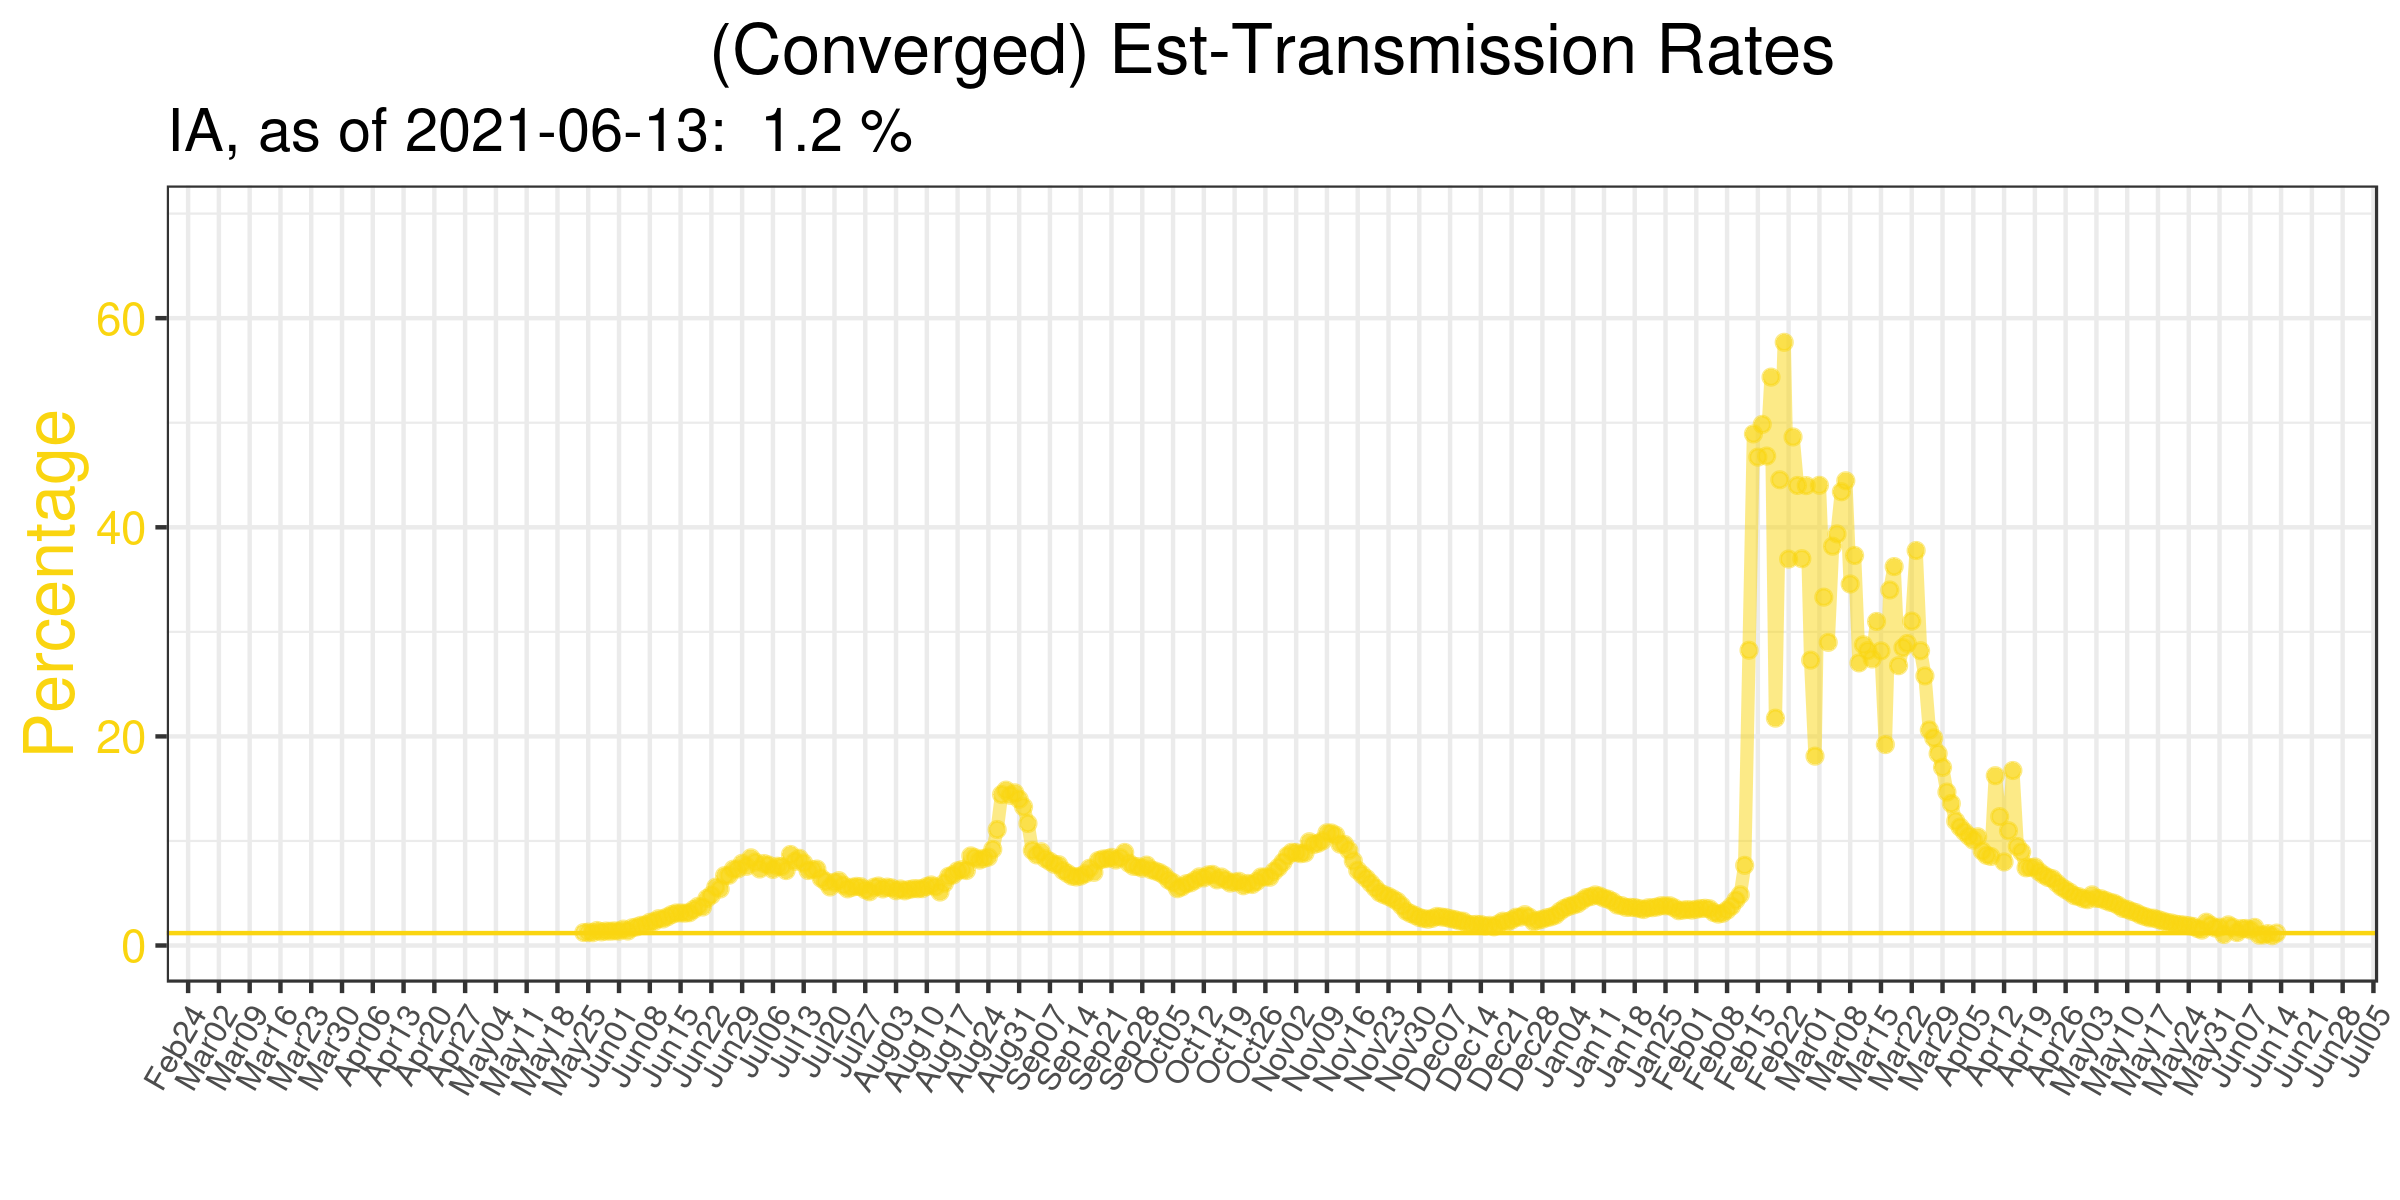 (Converged) Est-Transmission Rates
IA, as of 2021-06-13:  1.2 %
Percentage
60
40
20
0
Feb24
Mar02
Mar09
Mar16
Mar23
Mar30
Apr06
Apr13
Apr20
Apr27
May04
May11
May18
May25
Jun01
Jun08
Jun15
Jun22
Jun29
Jul06
Jul13
Jul20
Jul27
Aug03
Aug10
Aug17
Aug24
Aug31
Sep07
Sep14
Sep21
Sep28
Oct05
Oct12
Oct19
Oct26
Nov02
Nov09
Nov16
Nov23
Nov30
Dec07
Dec14
Dec21
Dec28
Jan04
Jan11
Jan18
Jan25
Feb01
Feb08
Feb15
Feb22
Mar01
Mar08
Mar15
Mar22
Mar29
Apr05
Apr12
Apr19
Apr26
May03
May10
May17
May24
May31
Jun07
Jun14
Jun21
Jun28
Jul05